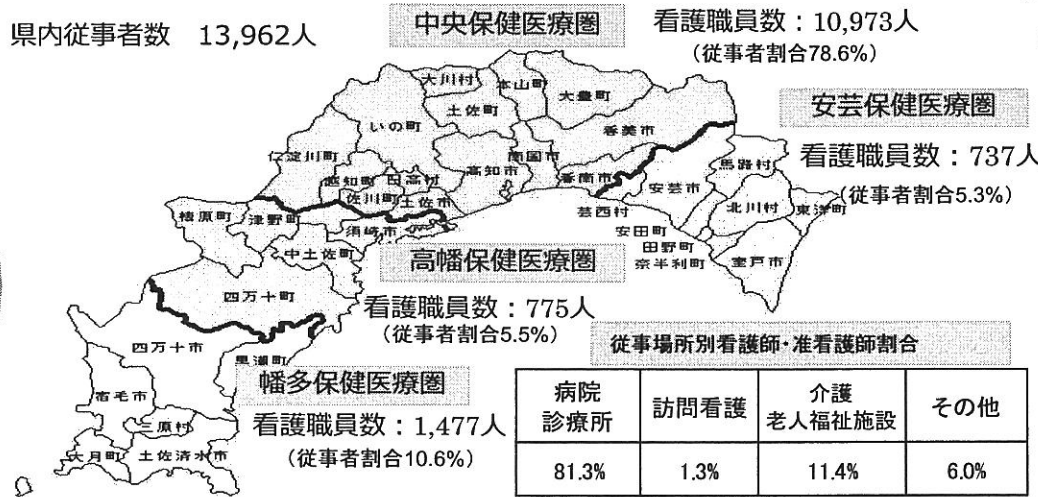 県内従事者数 13,962人
中央保健医療圏
看護職員数：10,973人
（従事者割合78.6%）
大川村
本山町
土佐町
大豊町
いの町
香美市
安芸保健医療圏
看護職員数：737人
（従事者割合5.3%）
仁淀川町
越知町
日高村
高知市
南国市
香南市
馬路村
安芸市
佐川町
土佐市
北川村
東洋町
梼原町
津野町
須崎市
芸西村
安田町
田野町
奈半利町
室戸市
中土佐町
高幡保健医療圏
四万十町
看護職員数：775人
（従事者割合5.5%）
四万十市
黒潮町
幡多保健医療圏
宿毛市
看護職員数：1,477人
（従事者割合10.6%）
三原村
大月町
土佐清水市
従事場所別看護師・准看護師割合
病院 診療所 訪問看護 介護 老人福祉施設 その他
81.3% 1.3% 11.4% 6.0%